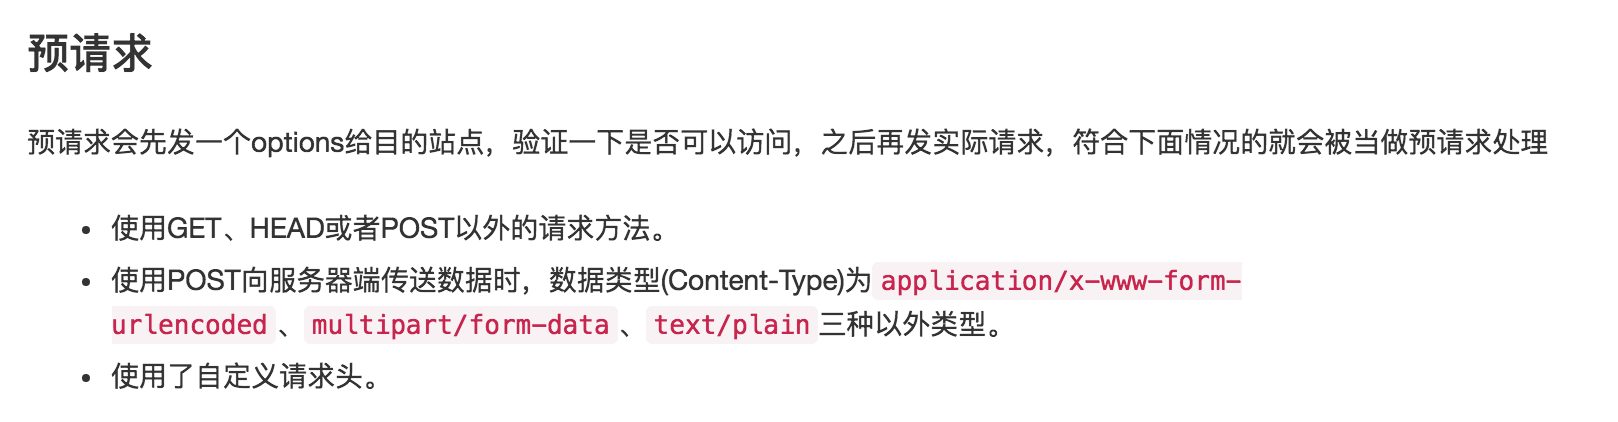 预请求
预请求会先发一个options给目的站点，验证一下是否可以访问，之后再发实际请求，符合下面情况的就会被当做预请求处理
• 使用GET、HEAD或者POST以外的请求方法。
• 使用POST向服务器端传送数据时，数据类型(Content-Type)为 application/x-www-form-
urlencoded 、 multipart/form-data 、 text/plain 三种以外类型。
• 使用了自定义请求头。